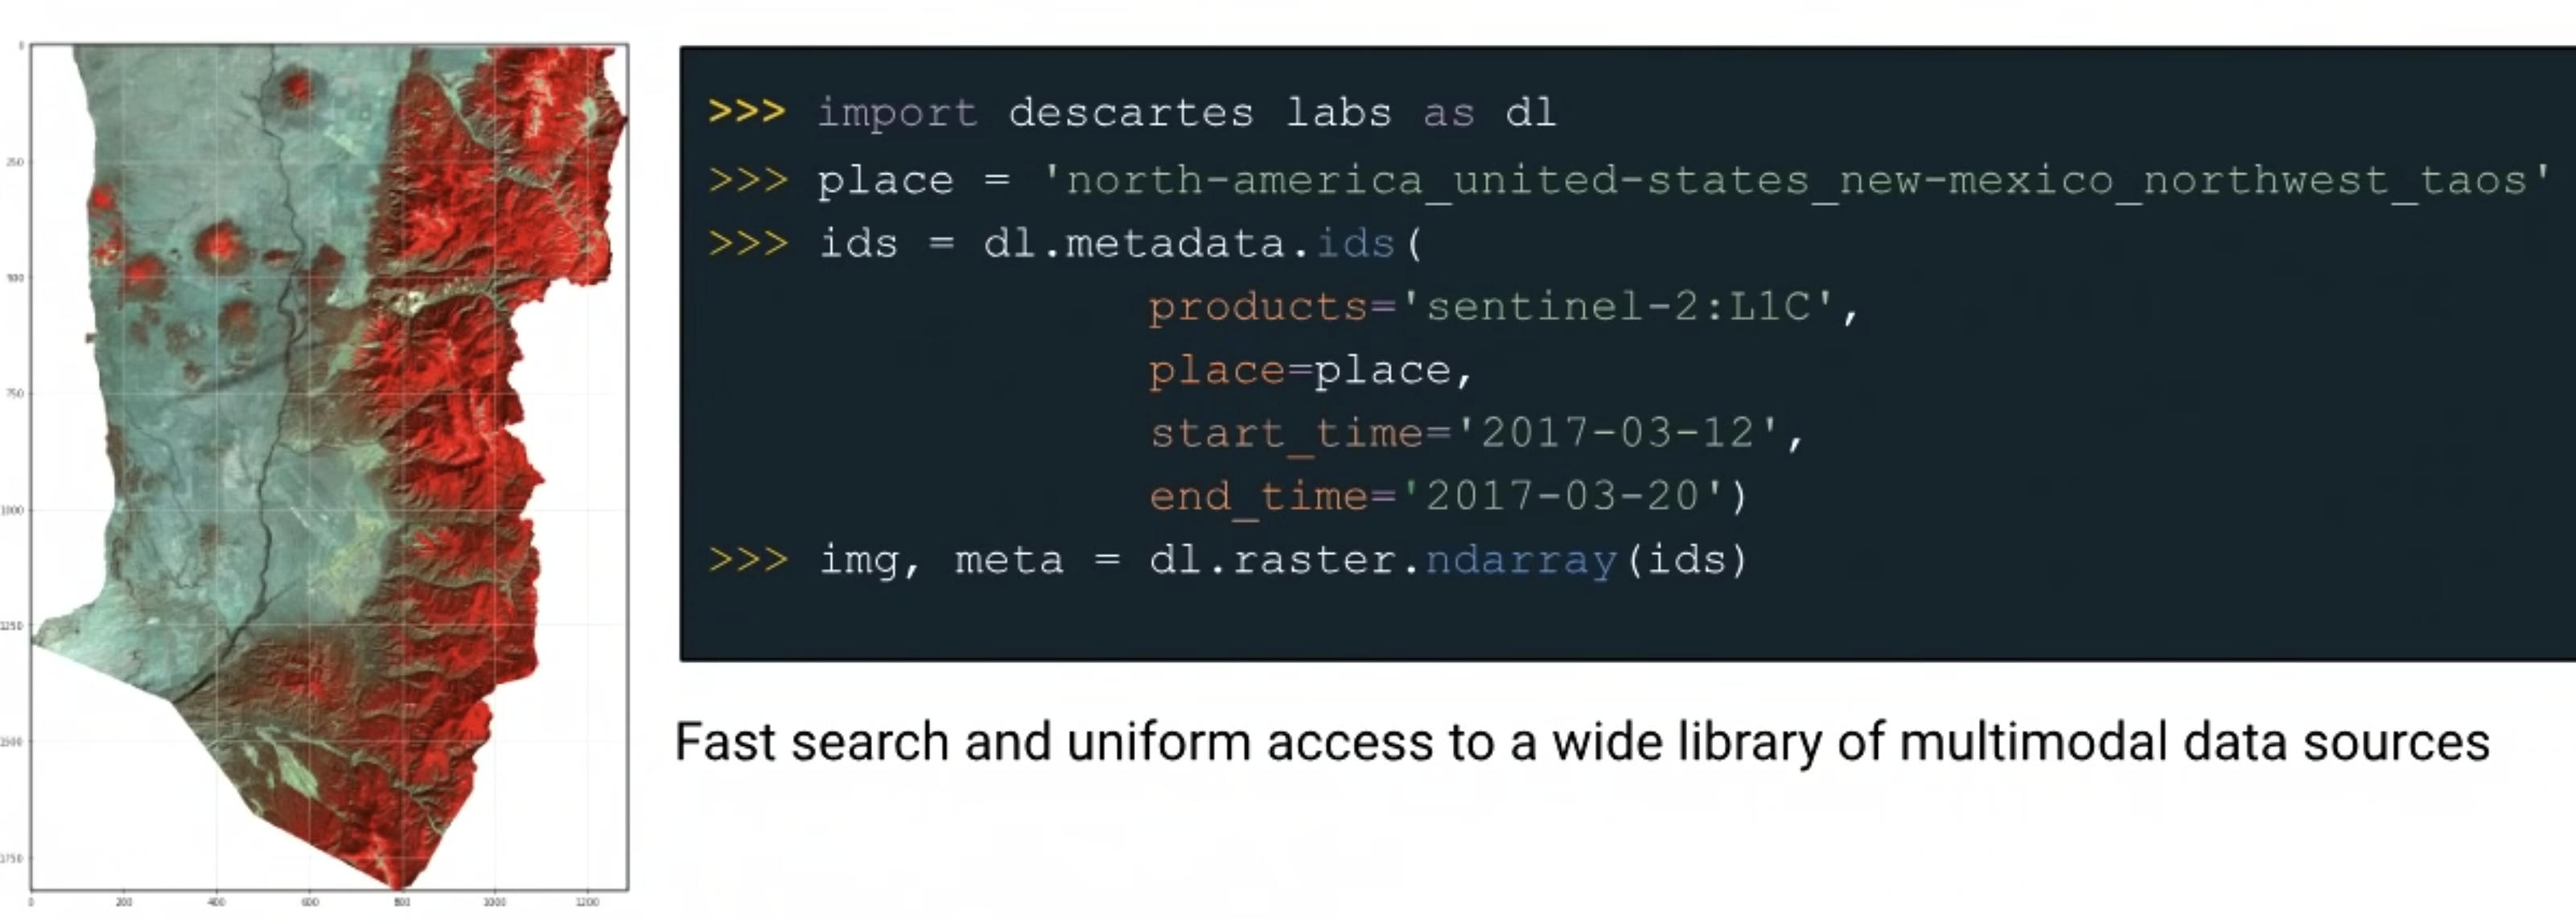 0
250
500
750
1000
1250
1500
1750
0 200 400 600 800 1000 1200
>>> import descartes labs as dl
>>> place = 'north-america_united-states_new-mexico_northwest_taos'
>>> ids = dl.metadata.ids(
products='sentinel-2:L1C',
place=place,
start_time='2017-03-12',
end_time='2017-03-20')
>>> img, meta = dl.raster.ndarray(ids)
Fast search and uniform access to a wide library of multimodal data sources